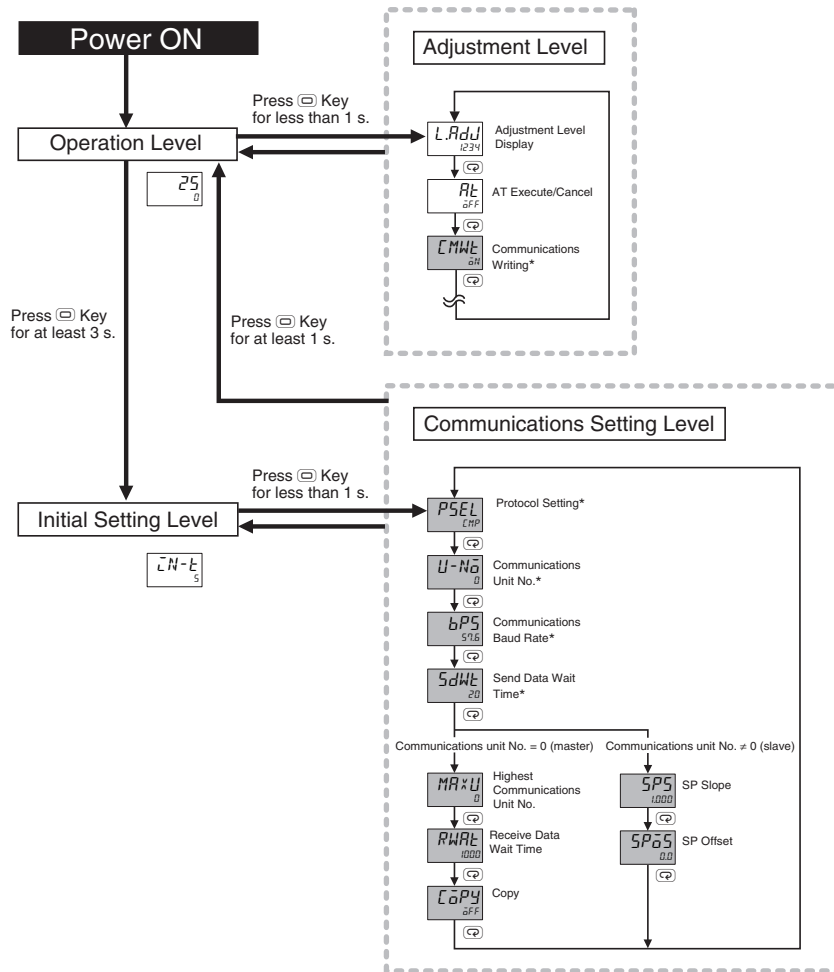 Power ON
Adjustment Level
Press Key
for less than 1 s.
Operation Level
25
0
L.AdJ
1234
Adjustment Level
Display
At
oFF
AT Execute/Cancel
CMWt
oN
Communications
Writing*
Press Key
for at least 3 s.
Press Key
for at least 1 s.
Communications Setting Level
Press Key
for less than 1 s.
Initial Setting Level
iN-t
5
PSEL
CMP
Protocol Setting*
U-No
0
Communications
Unit No.*
bPS
57.6
Communications
Baud Rate*
SdWt
20
Send Data Wait
Time*
Communications unit No. = 0 (master)
Communications unit No. ≠ 0 (slave)
MAxU
0
Highest
Communications
Unit No.
SPS
1.000
SP Slope
RWAt
1000
Receive Data
Wait Time
SPoS
0.0
SP Offset
CoPY
oFF
Copy